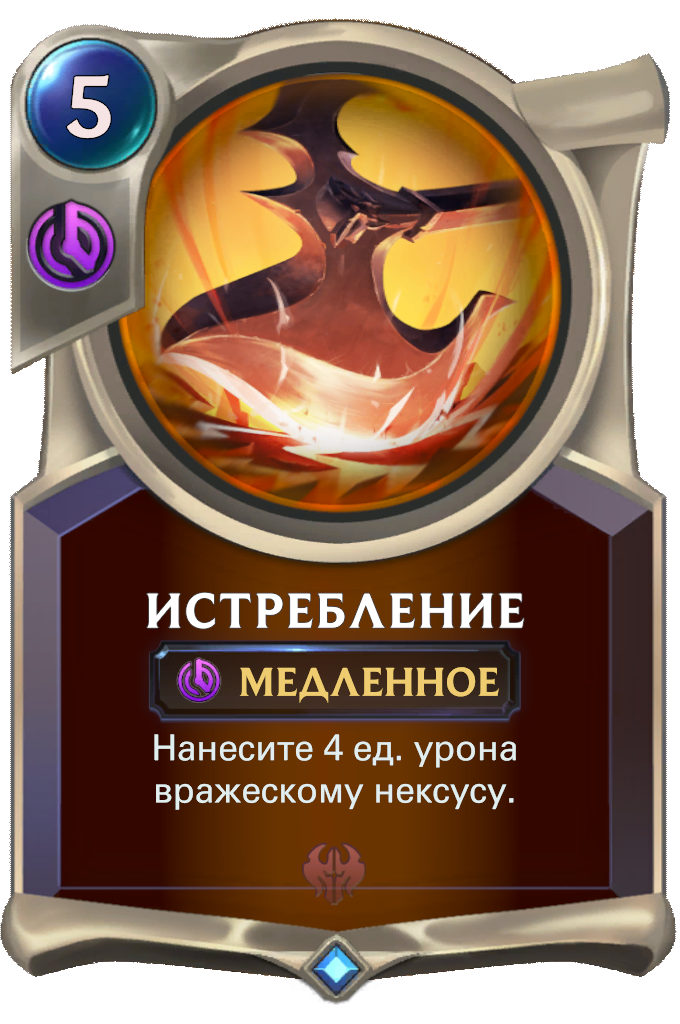 5
ИСТРЕБЛЕНИЕ
МЕДЛЕННОЕ
Нанесите 4 ед. урона
вражескому нексусу.